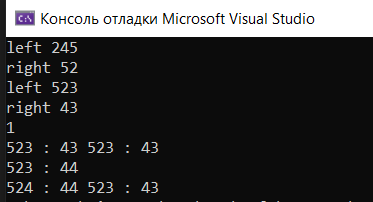 Консоль отладки Microsoft Visual Studio
left 245
right 52
left 523
right 43
1
523 : 43 523 : 43
523 : 44
524 : 44 523 : 43